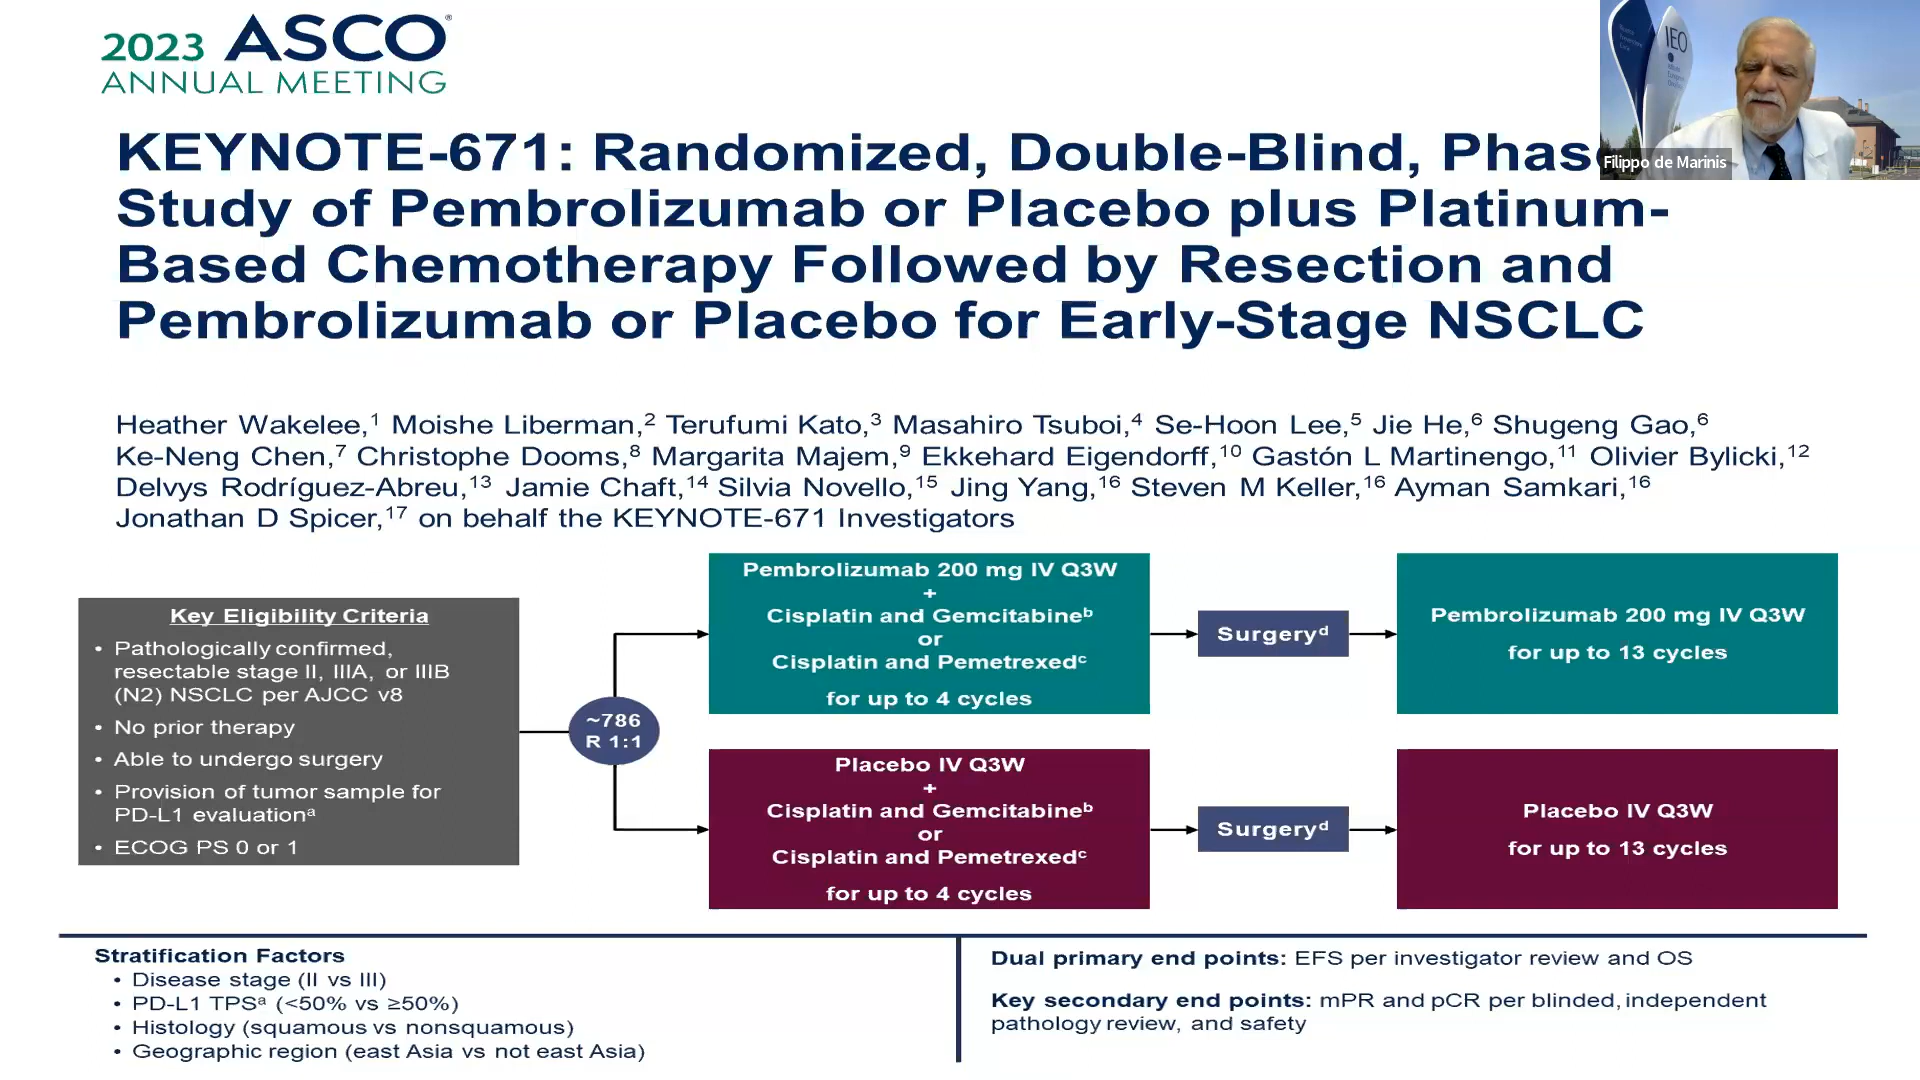 2023 ASCO®
ANNUAL MEETING
IEO
Filippo de Marinis
KEYNOTE-671: Randomized, Double-Blind, Phas
Study of Pembrolizumab or Placebo plus Platinum-
Based Chemotherapy Followed by Resection and
Pembrolizumab or Placebo for Early-Stage NSCLC
Heather Wakelee,1 Moishe Liberman,2 Terufumi Kato,3 Masahiro Tsuboi,4 Se-Hoon Lee,5 Jie He,6 Shugeng Gao,6
Ke-Neng Chen,7 Christophe Dooms,8 Margarita Majem,9 Ekkehard Eigendorff,10 Gastón L Martinengo,11 Olivier Bylicki,12
Delvys Rodríguez-Abreu,13 Jamie Chaft,14 Silvia Novello,15 Jing Yang,16 Steven M Keller,16 Ayman Samkari,16
Jonathan D Spicer,17 on behalf the KEYNOTE-671 Investigators
Key Eligibility Criteria
• Pathologically confirmed,
resectable stage II, IIIA, or IIIB
(N2) NSCLC per AJCC v8
• No prior therapy
• Able to undergo surgery
• Provision of tumor sample for
PD-L1 evaluationa
• ECOG PS 0 or 1
~786
R 1:1
Pembrolizumab 200 mg IV Q3W
+
Cisplatin and Gemcitabineb
or
Cisplatin and Pemetrexedc
for up to 4 cycles
Surgeryd
Pembrolizumab 200 mg IV Q3W
for up to 13 cycles
Placebo IV Q3W
+
Cisplatin and Gemcitabineb
or
Cisplatin and Pemetrexedc
for up to 4 cycles
Surgeryd
Placebo IV Q3W
for up to 13 cycles
Stratification Factors
• Disease stage (II vs III)
• PD-L1 TPSa (<50% vs ≥50%)
• Histology (squamous vs nonsquamous)
• Geographic region (east Asia vs not east Asia)
Dual primary end points: EFS per investigator review and OS
Key secondary end points: mPR and pCR per blinded, independent
pathology review, and safety